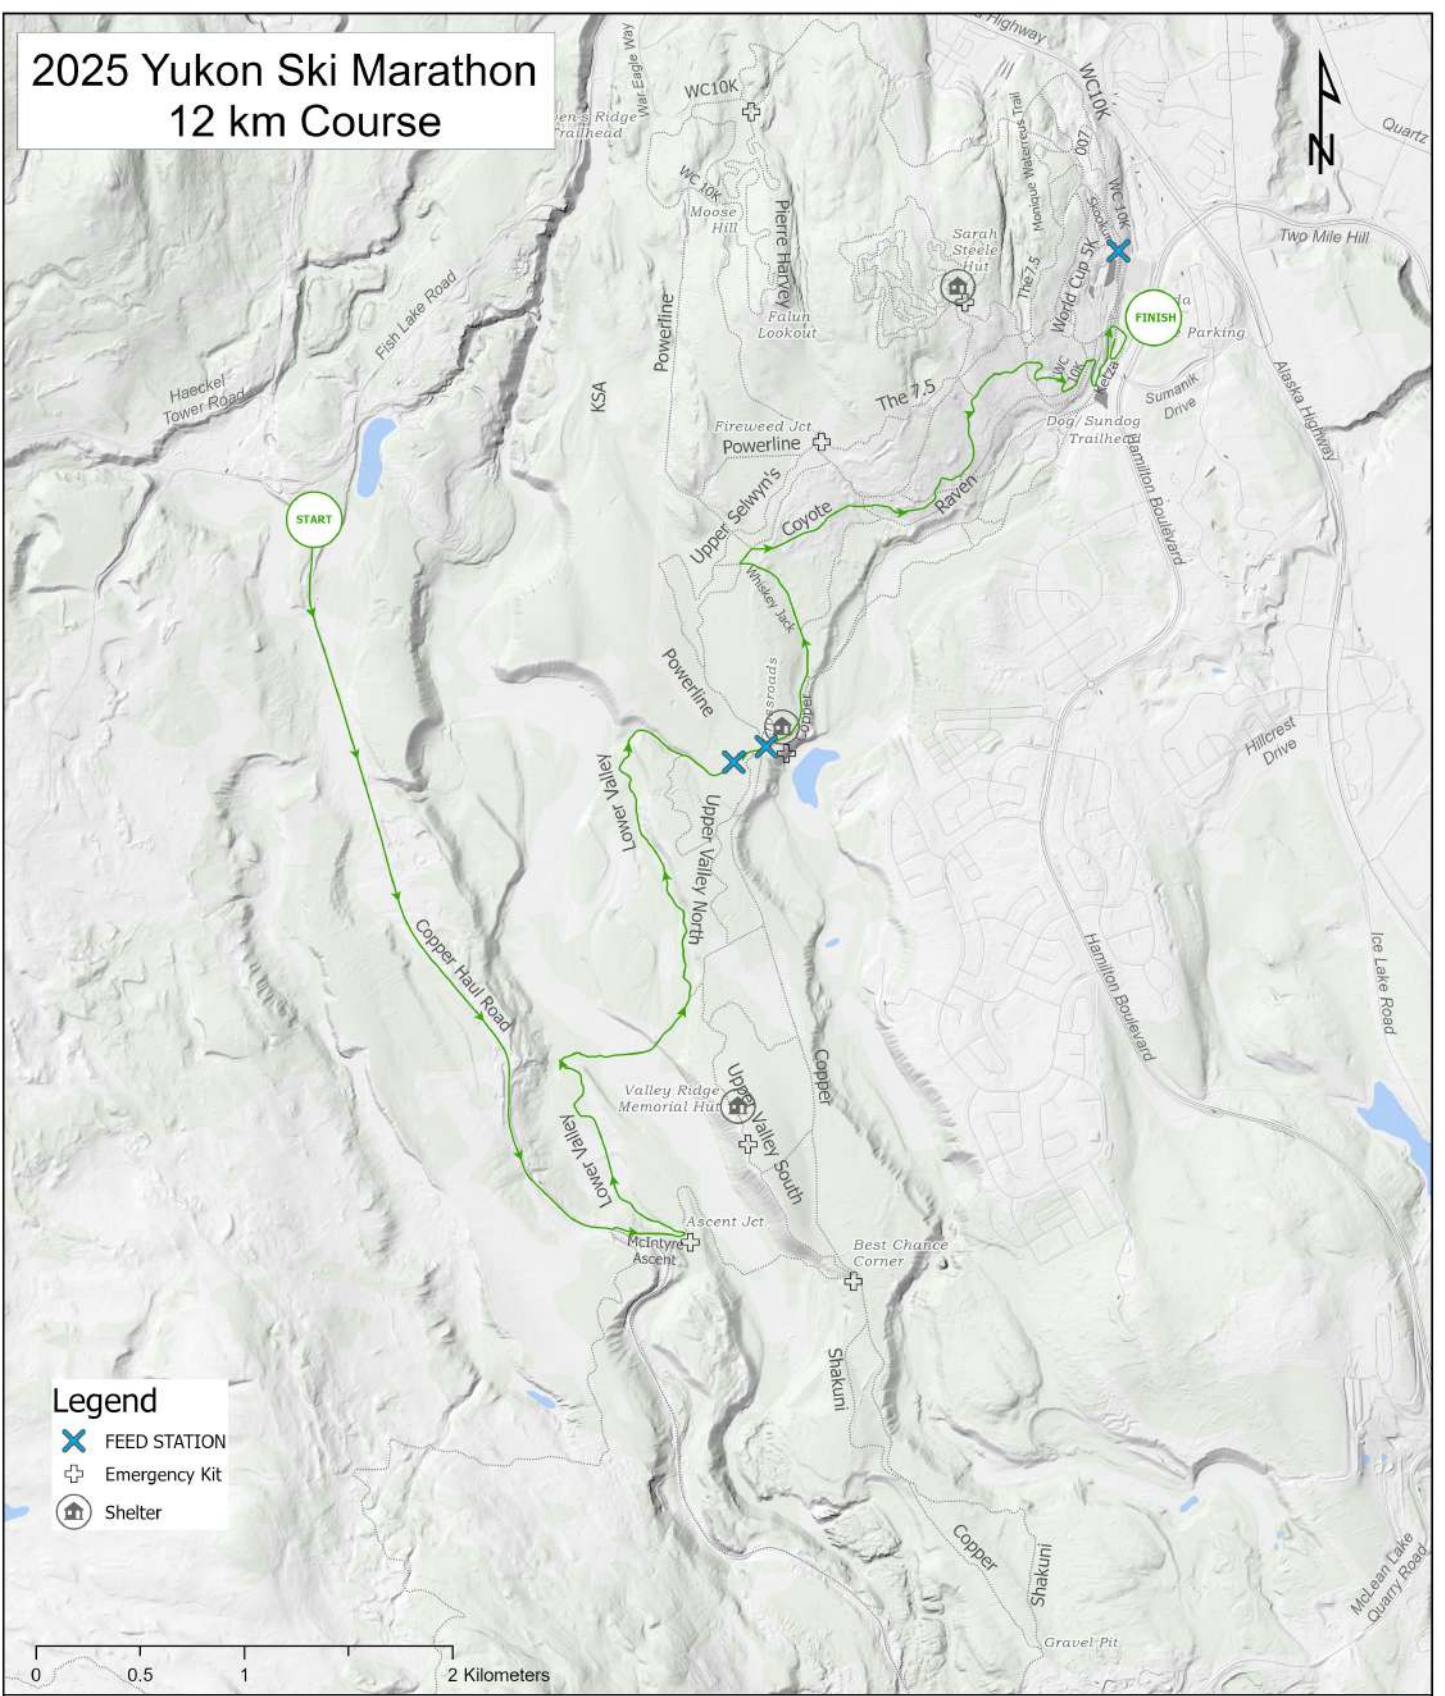 2025 Yukon Ski Marathon
12 km Course
Highway
War Eagle Way
WC10K
WC10K
en's Ridge
Trailhead
Quartz
007
Monique Waterreus Trail
WC 10K
WC 10K
Moose
Hill
Pierre Harvey
Sarah
Steele
Hut
Two Mile Hill
Fish Lake Road
The 7.5
World Cup 5K
Powerline
Falun
Lookout
FINISH
Parking
KSA
Haeckel
Tower Road
The 7.5
WC
10K
Ketza
Sumanik
Drive
Alaska Highway
Fireweed Jct
Powerline
Dog/ Sundog
Trailhead
Hamilton Boulevard
START
Upper Selwyn's
Coyote
Raven
Whiskey Jack
Powerline
Copper
Hillcrest
Drive
Lower Valley
Upper Valley North
Copper Haul Road
Hamilton Boulevard
Ice Lake Road
Valley Ridge
Memorial Hut
Copper
Upper Valley South
Lower Valley
Ascent Jct
McIntyre
Ascent
Best Chance
Corner
Shakuni
Legend
FEED STATION
Emergency Kit
Shelter
Copper
Shakuni
McLean Lake
Quarry Road
Gravel Pit
0 0.5 1 2 Kilometers
N